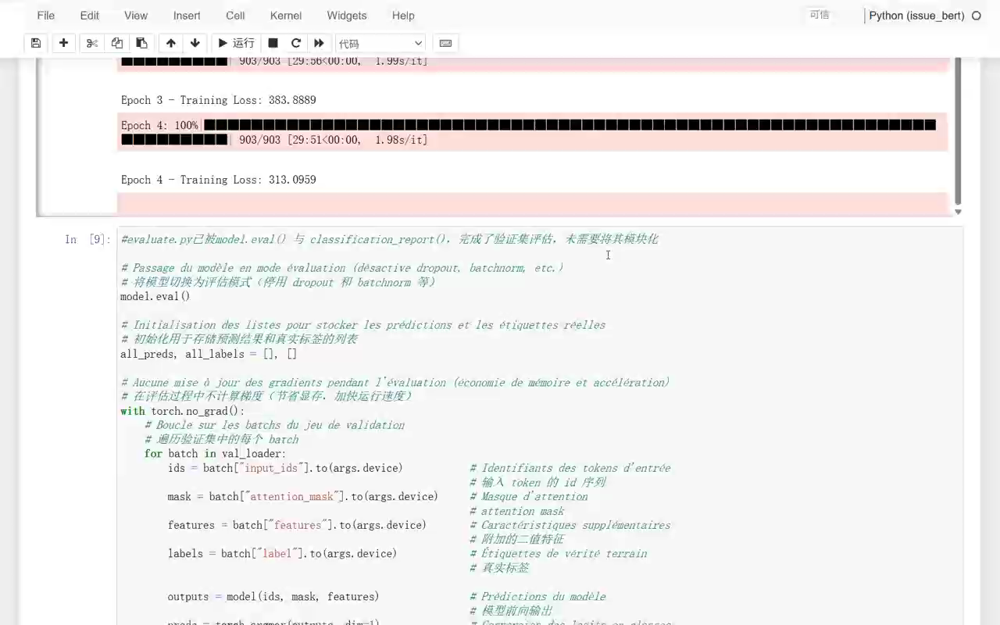 File Edit View Insert Cell Kernel Widgets Help 可信 Python (issue_bert)
运行 代码
903/903 [29:56<00:00, 1.99s/it]
Epoch 3 - Training Loss: 383.8889
Epoch 4: 100%
903/903 [29:51<00:00, 1.98s/it]
Epoch 4 - Training Loss: 313.0959
In [9]: #evaluate.py已被model.eval() 与 classification_report()，完成了验证集评估，未需要将其模块化
# Passage du modèle en mode évaluation (désactive dropout, batchnorm, etc.)
# 将模型切换为评估模式（停用 dropout 和 batchnorm 等）
model.eval()
# Initialisation des listes pour stocker les prédictions et les étiquettes réelles
# 初始化用于存储预测结果和真实标签的列表
all_preds, all_labels = [], []
# Aucune mise à jour des gradients pendant l'évaluation (économie de mémoire et accélération)
# 在评估过程中不计算梯度（节省显存，加快运行速度）
with torch.no_grad():
# Boucle sur les batchs du jeu de validation
# 遍历验证集中的每个 batch
for batch in val_loader:
ids = batch["input_ids"].to(args.device) # Identifiants des tokens d'entrée
# 输入 token 的 id 序列
mask = batch["attention_mask"].to(args.device) # Masque d'attention
# attention mask
features = batch["features"].to(args.device) # Caractéristiques supplémentaires
# 附加的二值特征
labels = batch["label"].to(args.device) # Étiquettes de vérité terrain
# 真实标签
outputs = model(ids, mask, features) # Prédictions du modèle
# 模型前向输出
preds = torch.argmax(outputs, dim=1) # Conversion des logits en classes